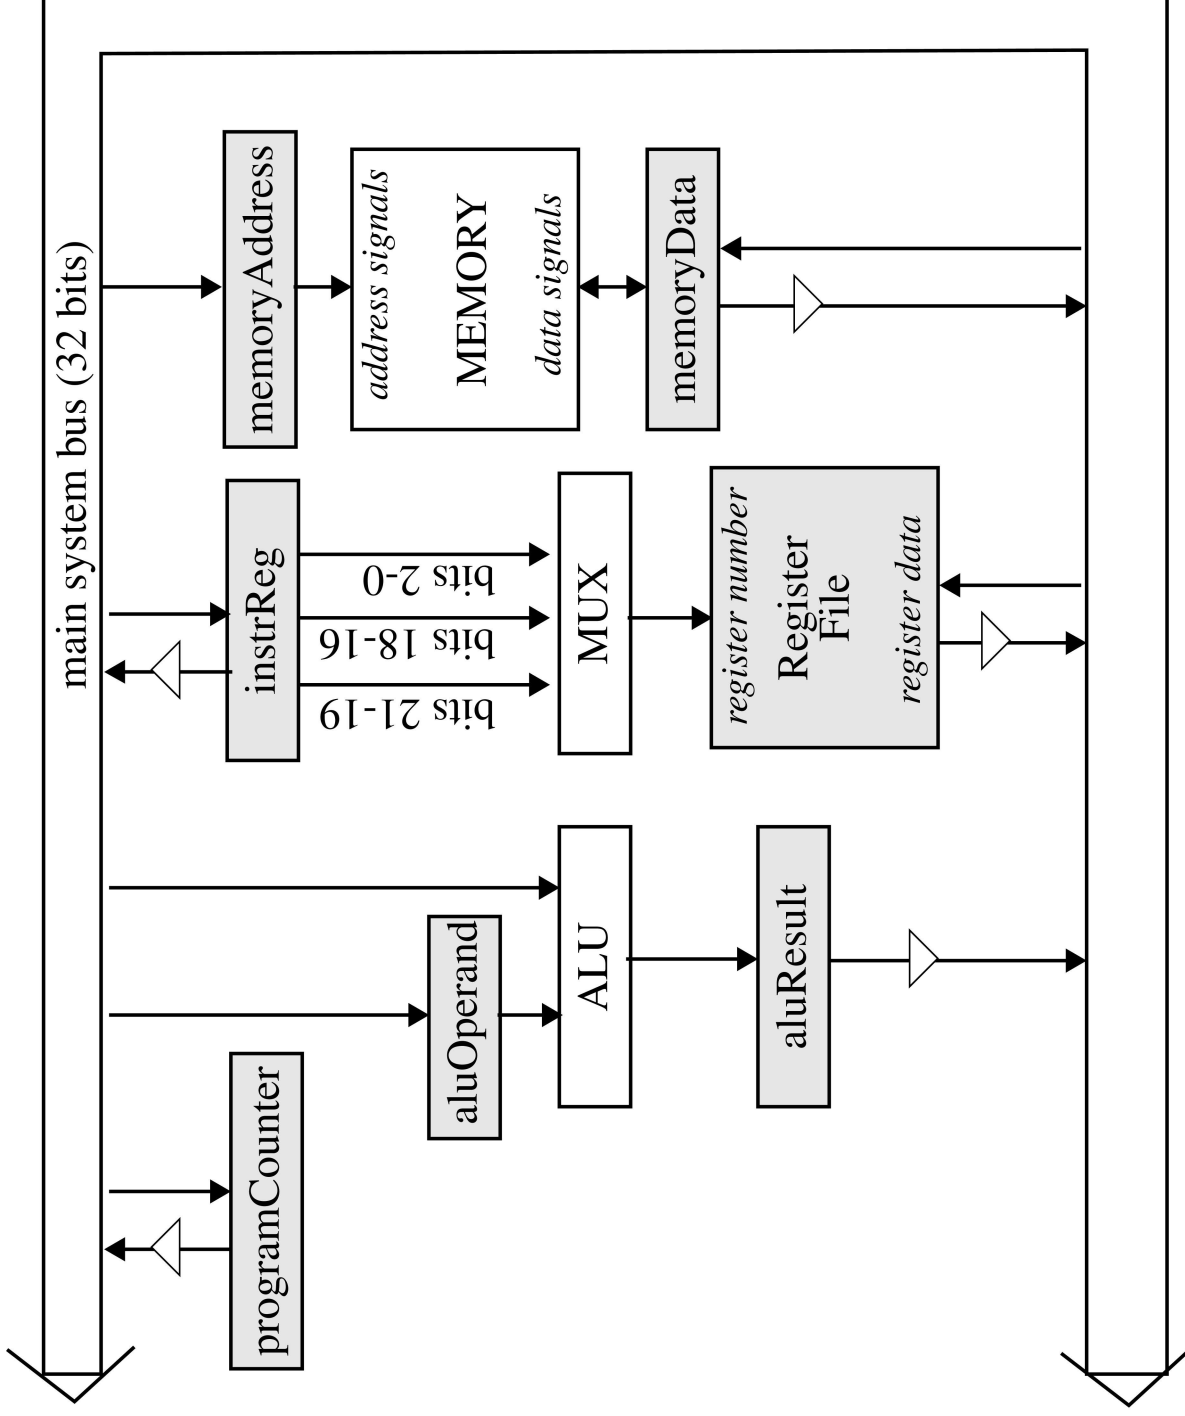 main system bus (32 bits)
programCounter
aluOperand
ALU
aluResult
instrReg
bits 21-19
bits 18-16
bits 2-0
MUX
register number
Register
File
register data
memoryAddress
address signals
MEMORY
data signals
memoryData